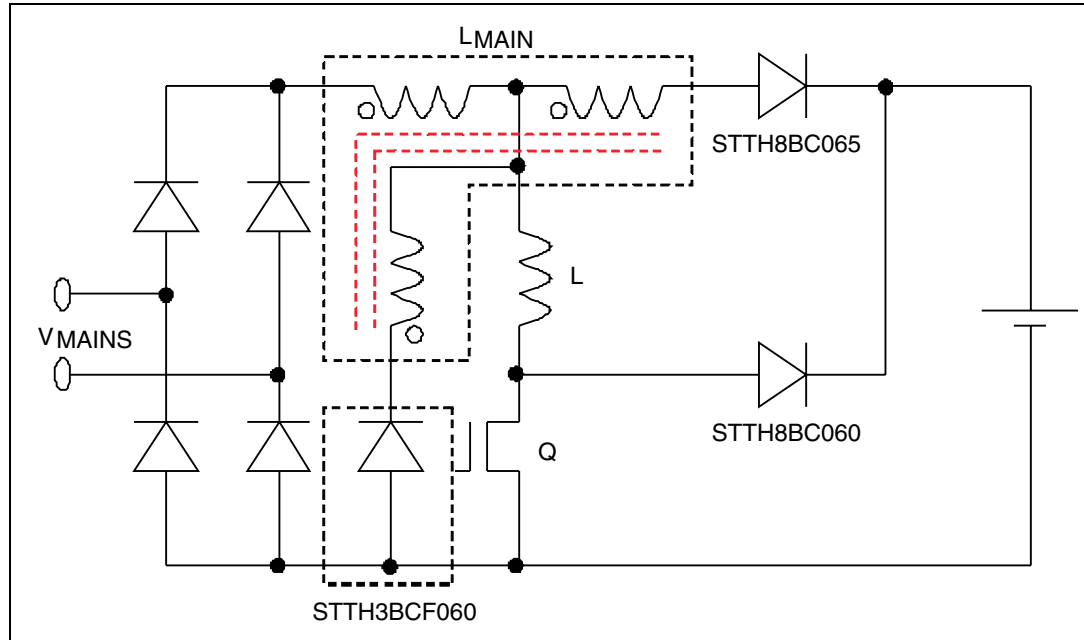 LMAIN
STTH8BC065
L
VMAINS
STTH8BC060
Q
STTH3BCF060